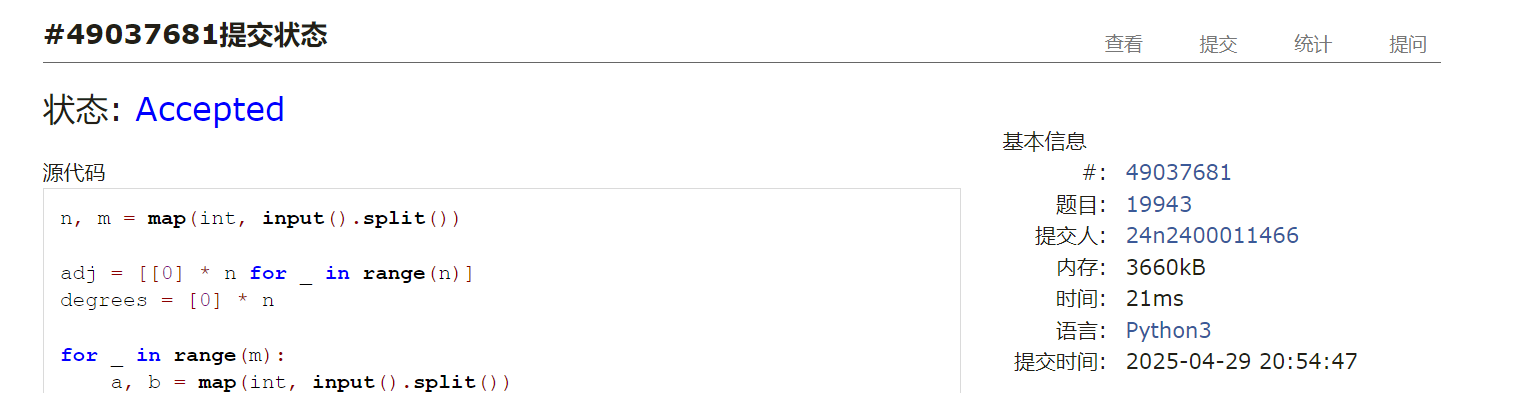 #49037681提交状态
查看 提交 统计 提问
状态: Accepted
源代码
n, m = map(int, input().split())
adj = [[0] * n for _ in range(n)]
degrees = [0] * n
for _ in range(m):
    a, b = map(int, input().split())
基本信息
#: 49037681
题目: 19943
提交人: 24n2400011466
内存: 3660kB
时间: 21ms
语言: Python3
提交时间: 2025-04-29 20:54:47